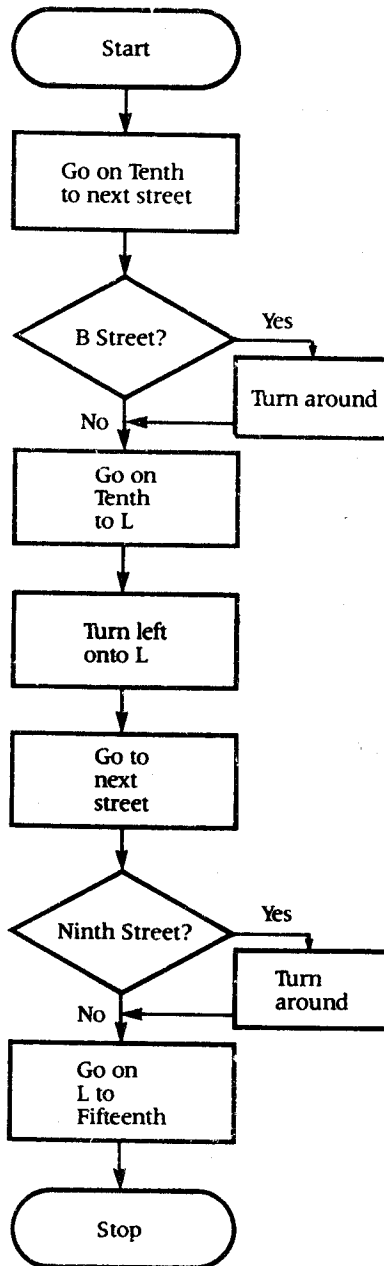 Start
Go on Tenth
to next street
B Street?
Yes
Turn around
No
Go on
Tenth
to L
Turn left
onto L
Go to
next
street
Ninth Street?
Yes
Turn
around
No
Go on
L to
Fifteenth
Stop